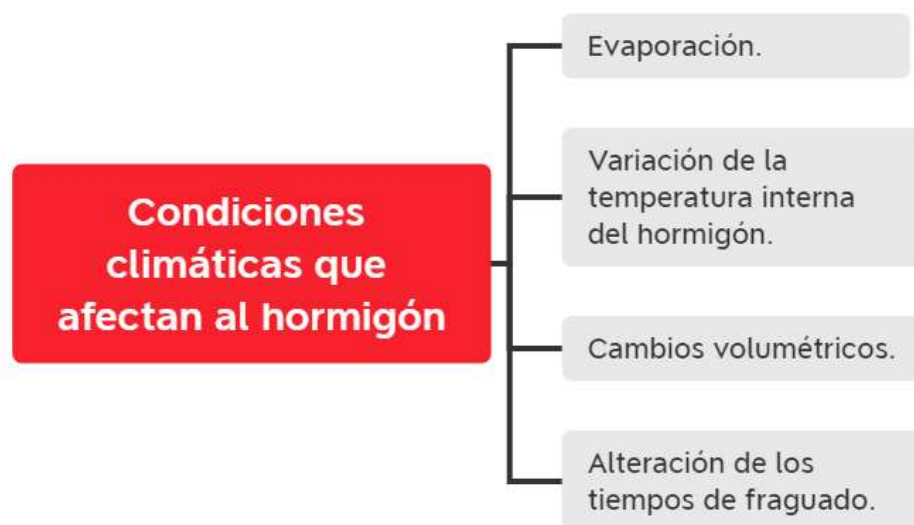 Condiciones
climáticas que
afectan al hormigón
Evaporación.
Variación de la
temperatura interna
del hormigón.
Cambios volumétricos.
Alteración de los
tiempos de fraguado.